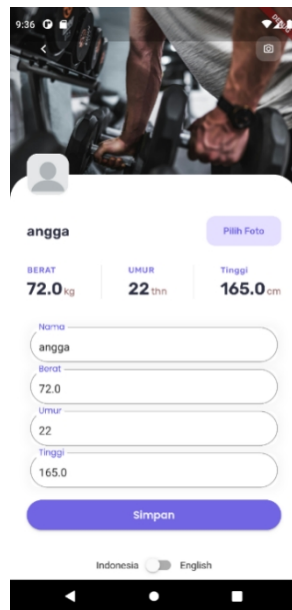 9:36
angga
Pilih Foto
BERAT
UMUR
Tinggi
72.0 kg
22 thn
165.0 cm
Nama
angga
Berat
72.0
Umur
22
Tinggi
165.0
Simpan
Indonesia
English